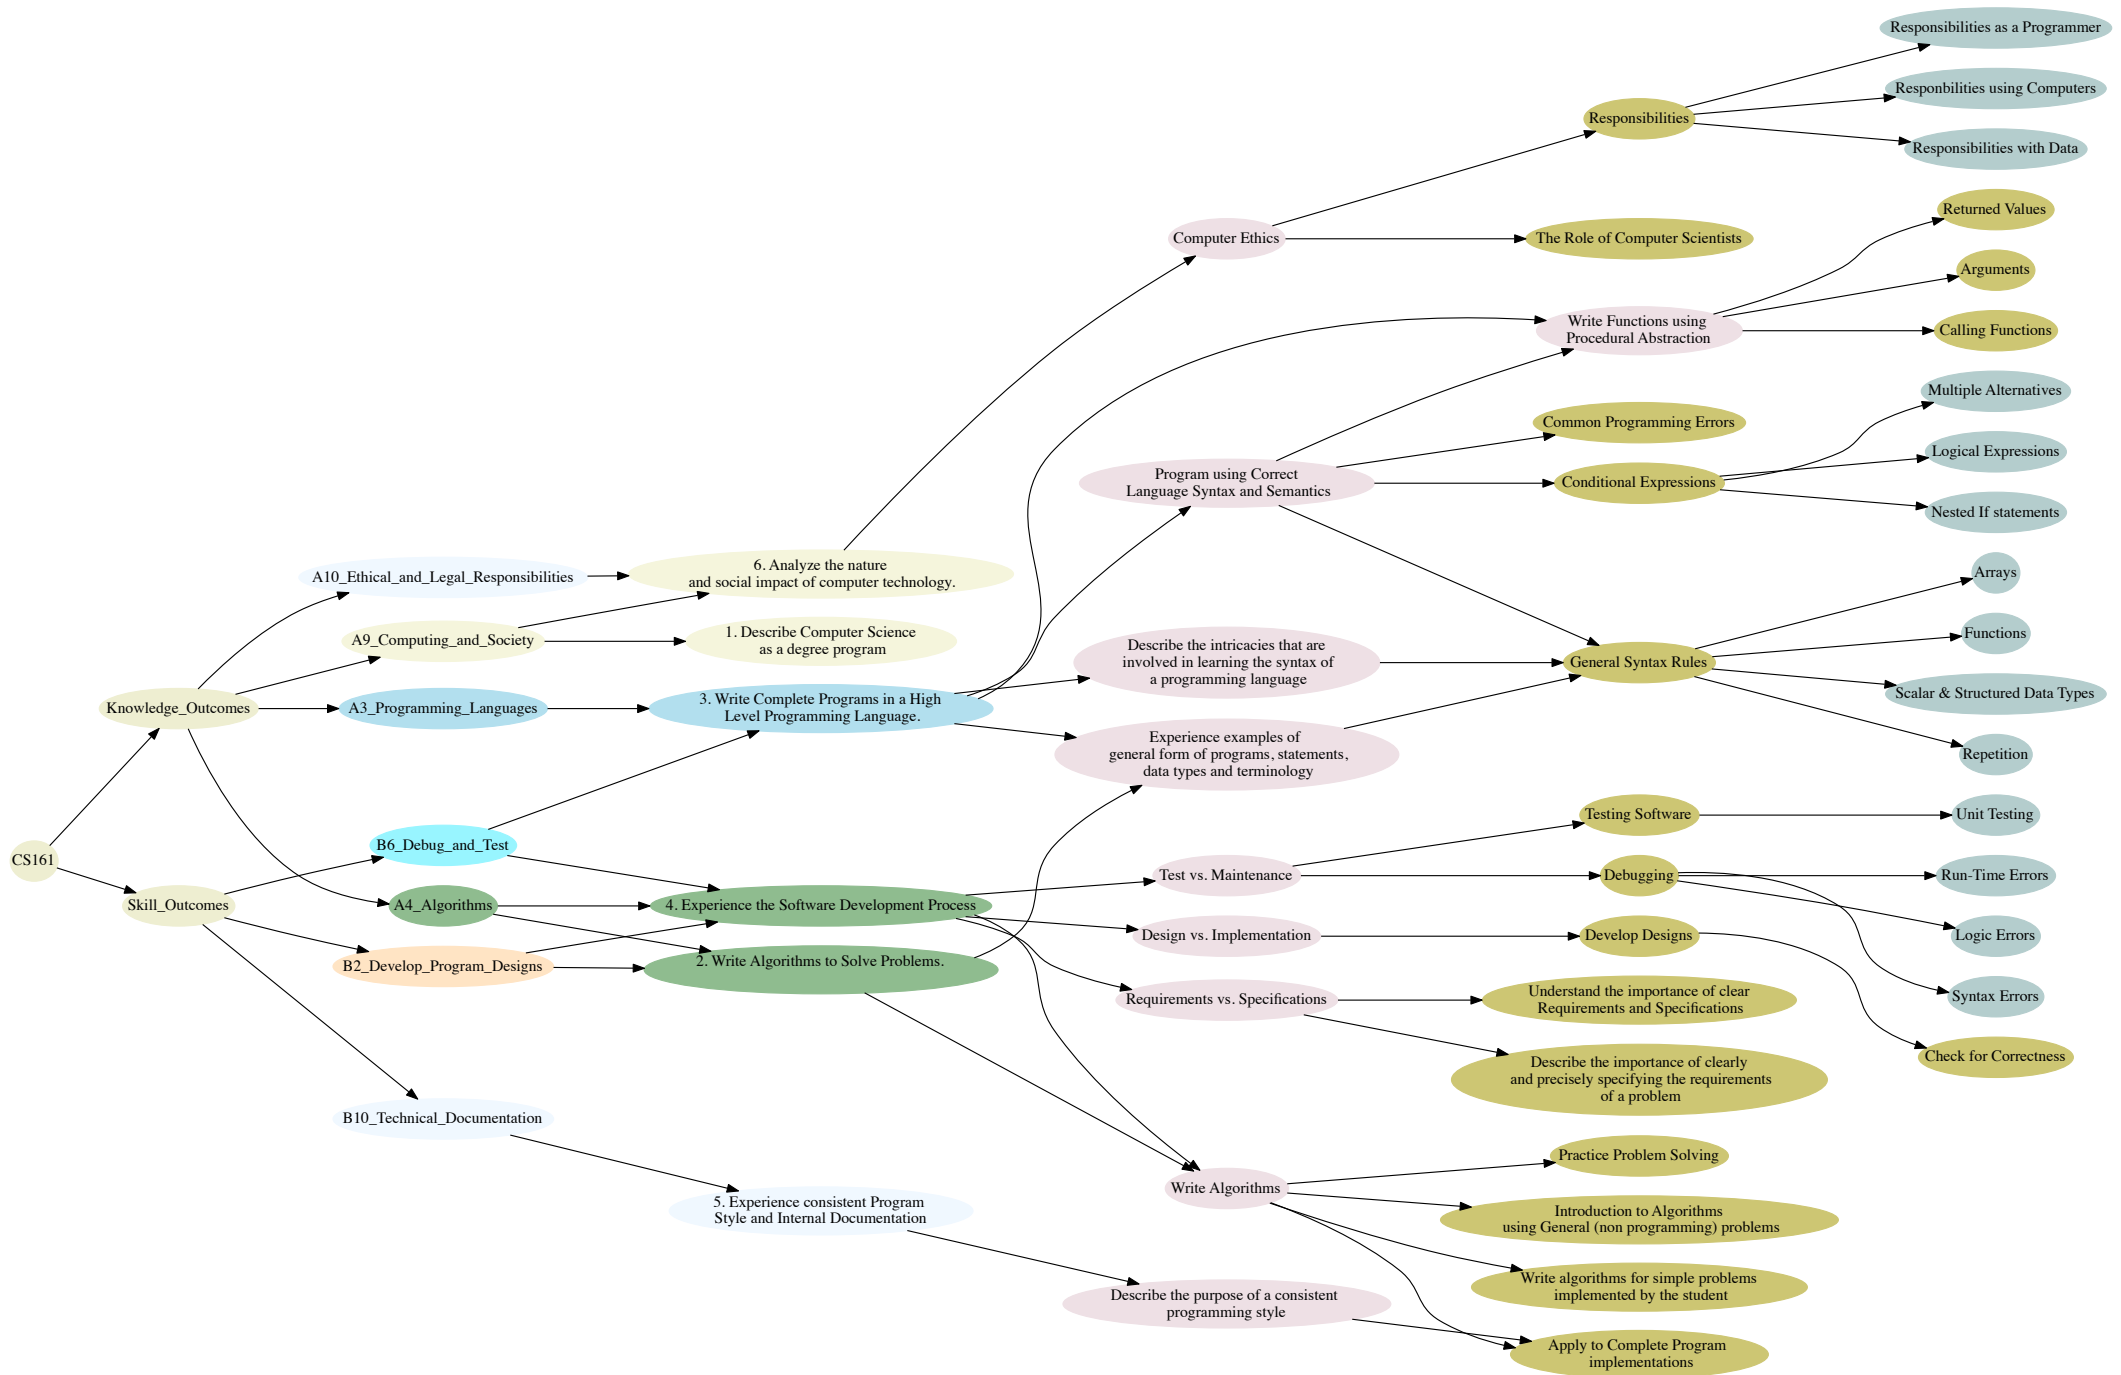 CS161
Knowledge_Outcomes
Skill_Outcomes
A10_Ethical_and_Legal_Responsibilities
A9_Computing_and_Society
A3_Programming_Languages
B6_Debug_and_Test
A4_Algorithms
B2_Develop_Program_Designs
B10_Technical_Documentation
6. Analyze the nature
and social impact of computer technology.
1. Describe Computer Science
as a degree program
3. Write Complete Programs in a High
Level Programming Language.
4. Experience the Software Development Process
2. Write Algorithms to Solve Problems.
5. Experience consistent Program
Style and Internal Documentation
Computer Ethics
Program using Correct
Language Syntax and Semantics
Describe the intricacies that are
involved in learning the syntax of
a programming language
Experience examples of
general form of programs, statements,
data types and terminology
Test vs. Maintenance
Design vs. Implementation
Requirements vs. Specifications
Write Algorithms
Describe the purpose of a consistent
programming style
Responsibilities
The Role of Computer Scientists
Write Functions using
Procedural Abstraction
Common Programming Errors
Conditional Expressions
General Syntax Rules
Testing Software
Debugging
Develop Designs
Understand the importance of clear
Requirements and Specifications
Describe the importance of clearly
and precisely specifying the requirements
of a problem
Practice Problem Solving
Introduction to Algorithms
using General (non programming) problems
Write algorithms for simple problems
implemented by the student
Apply to Complete Program
implementations
Responsibilities as a Programmer
Responbilities using Computers
Responsibilities with Data
Returned Values
Arguments
Calling Functions
Multiple Alternatives
Logical Expressions
Nested If statements
Arrays
Functions
Scalar & Structured Data Types
Repetition
Unit Testing
Run-Time Errors
Logic Errors
Syntax Errors
Check for Correctness